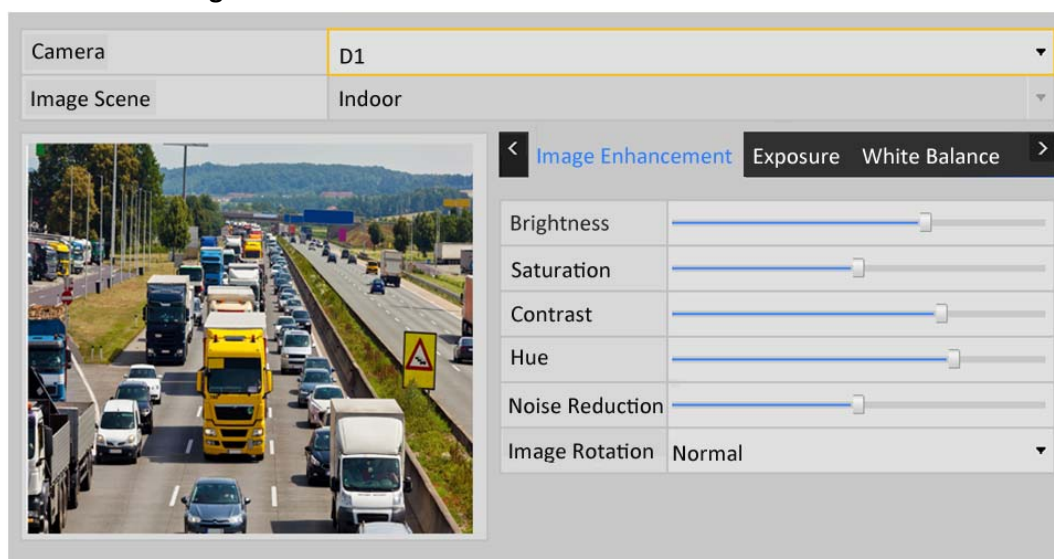 Camera
D1
Image Scene
Indoor
< Image Enhancement Exposure White Balance >
Brightness
Saturation
Contrast
Hue
Noise Reduction
Image Rotation Normal